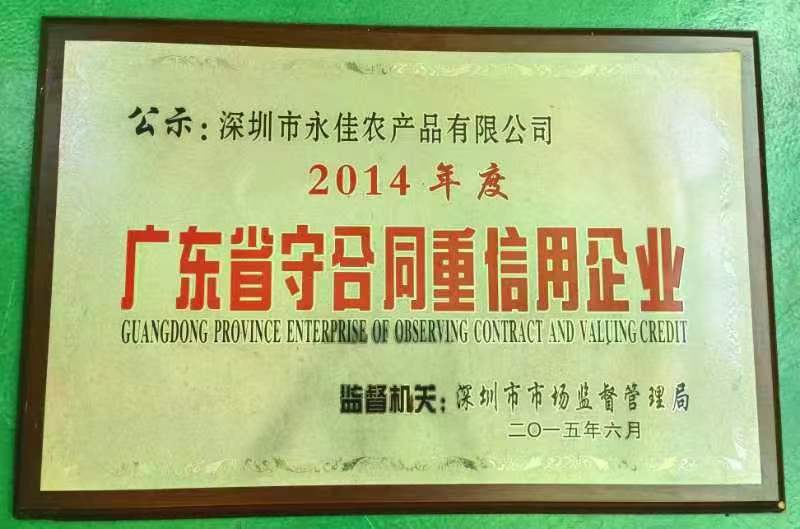 公示：深圳市永佳农产品有限公司
2014年度
广东省守合同重信用企业
GUANGDONG PROVINCE ENTERPRISE OF OBSERVING CONTRACT AND VALUING CREDIT
监督机关：深圳市市场监督管理局
二〇一五年六月